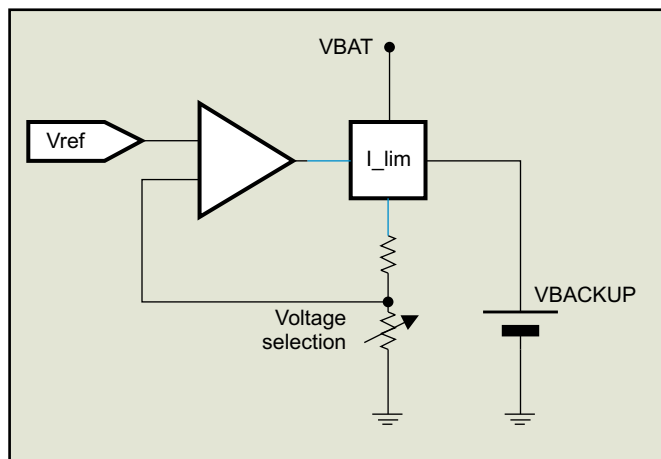 VBAT
Vref
I_lim
VBACKUP
Voltage
selection